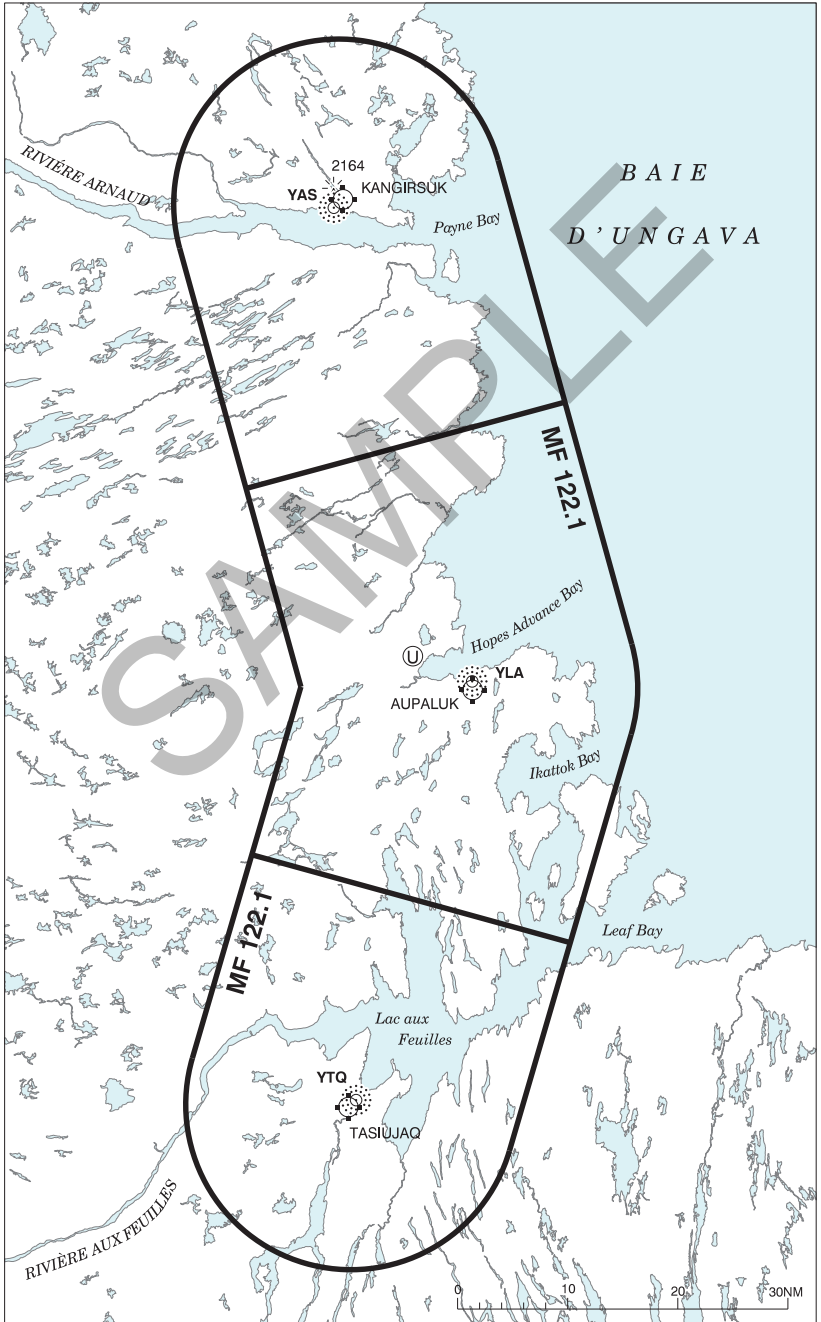 RIVIÉRE ARNAUD
2164
YAS
KANGIRSUK
Payne Bay
BAIE
D'UNGAVA
MF 122.1
Hopes Advance Bay
U
YLA
AUPALUK
Ikattok Bay
MF 122.1
Leaf Bay
Lac aux
Feuilles
YTQ
TASIUJAQ
RIVIÈRE AUX FEUILLES
0 10 20 30NM
SAMPLE